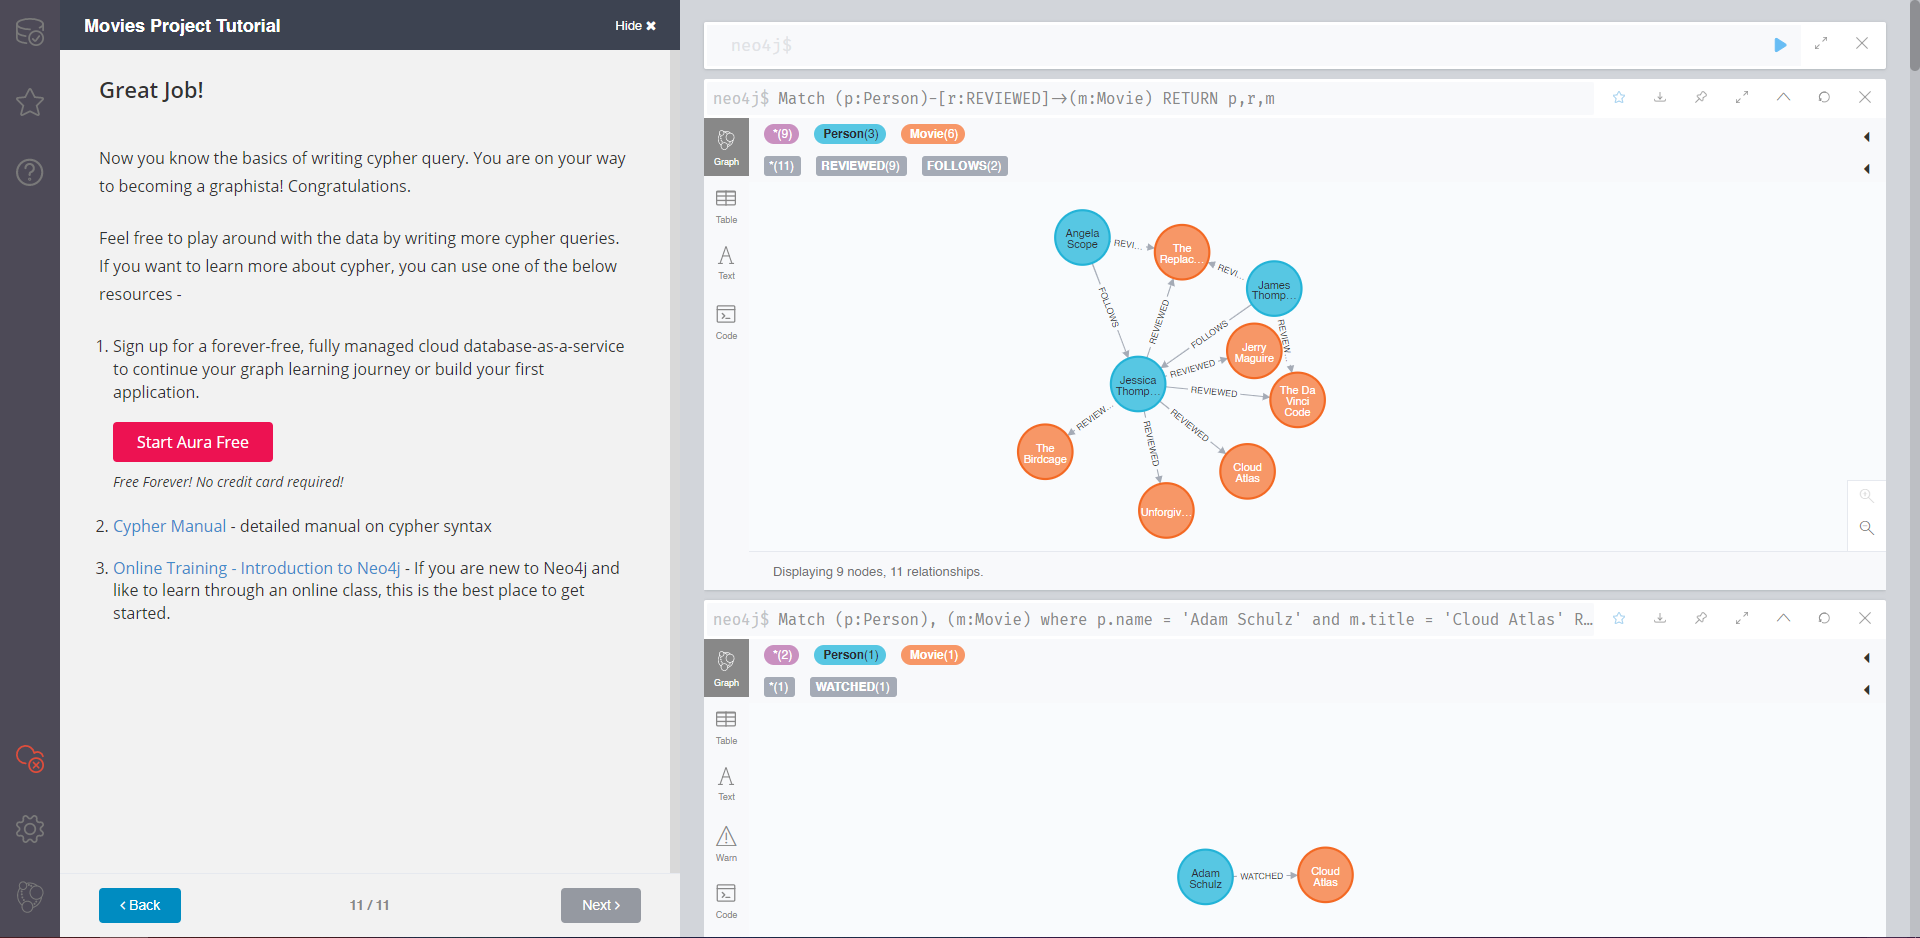 Movies Project Tutorial
Hide ✖
Great Job!
Now you know the basics of writing cypher query. You are on your way
to becoming a graphista! Congratulations.
Feel free to play around with the data by writing more cypher queries.
If you want to learn more about cypher, you can use one of the below
resources -
1. Sign up for a forever-free, fully managed cloud database-as-a-service
to continue your graph learning journey or build your first
application.
Start Aura Free
Free Forever! No credit card required!
2. Cypher Manual - detailed manual on cypher syntax
3. Online Training - Introduction to Neo4j - If you are new to Neo4j and
like to learn through an online class, this is the best place to get
started.
‹ Back
11 / 11
Next ›
neo4j$
neo4j$ Match (p:Person)-[r:REVIEWED]->(m:Movie) RETURN p,r,m
*(9) Person(3) Movie(6)
*(11) REVIEWED(9) FOLLOWS(2)
Graph
Table
Text
Code
Angela
Scope
REVI...
The
Replac...
REVI...
James
Thomp...
FOLLOWS
REVIEWED
FOLLOWS
REVIEW...
Jerry
Maguire
REVIEWED
Jessica
Thomp...
REVIEWED
The Da
Vinci
Code
REVIEW...
REVIEWED
REVIEWED
The
Birdcage
Cloud
Atlas
Unforgiv...
Displaying 9 nodes, 11 relationships.
neo4j$ Match (p:Person), (m:Movie) where p.name = 'Adam Schulz' and m.title = 'Cloud Atlas' R...
*(2) Person(1) Movie(1)
*(1) WATCHED(1)
Graph
Table
Text
Warn
Code
Adam
Schulz
WATCHED
Cloud
Atlas